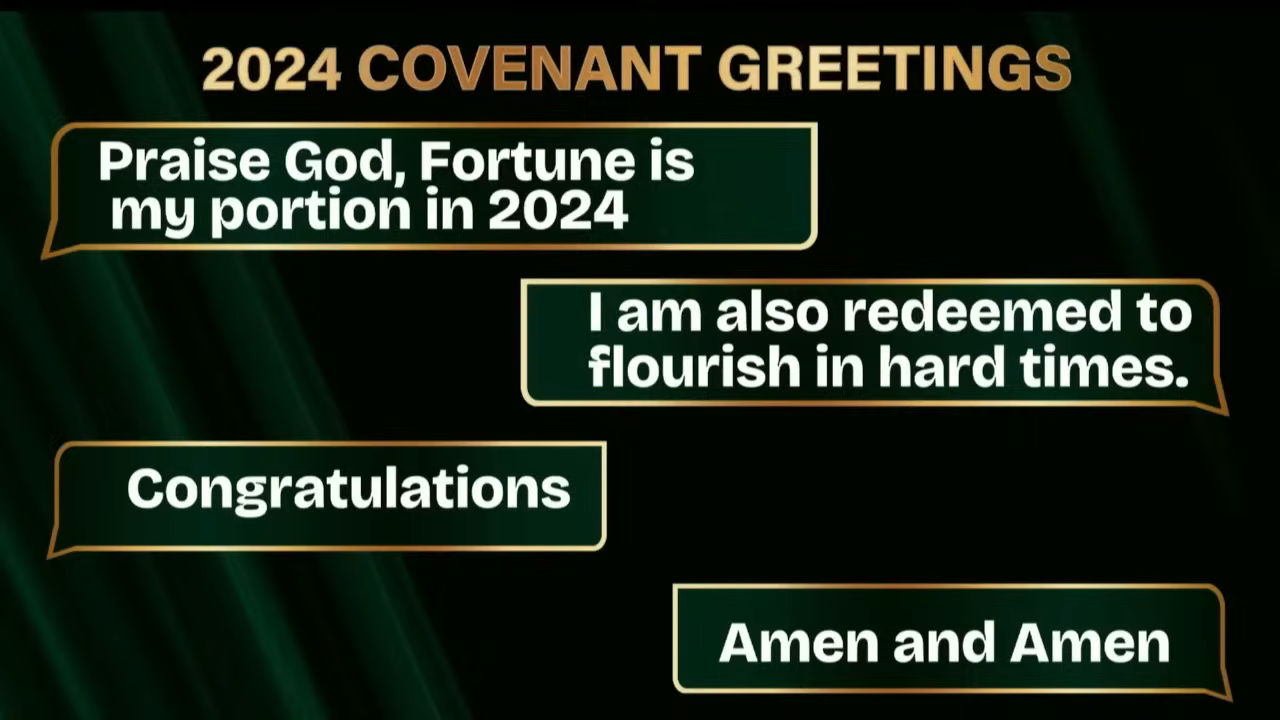 2024 COVENANT GREETINGS
Praise God, Fortune is
my portion in 2024
I am also redeemed to
flourish in hard times.
Congratulations
Amen and Amen